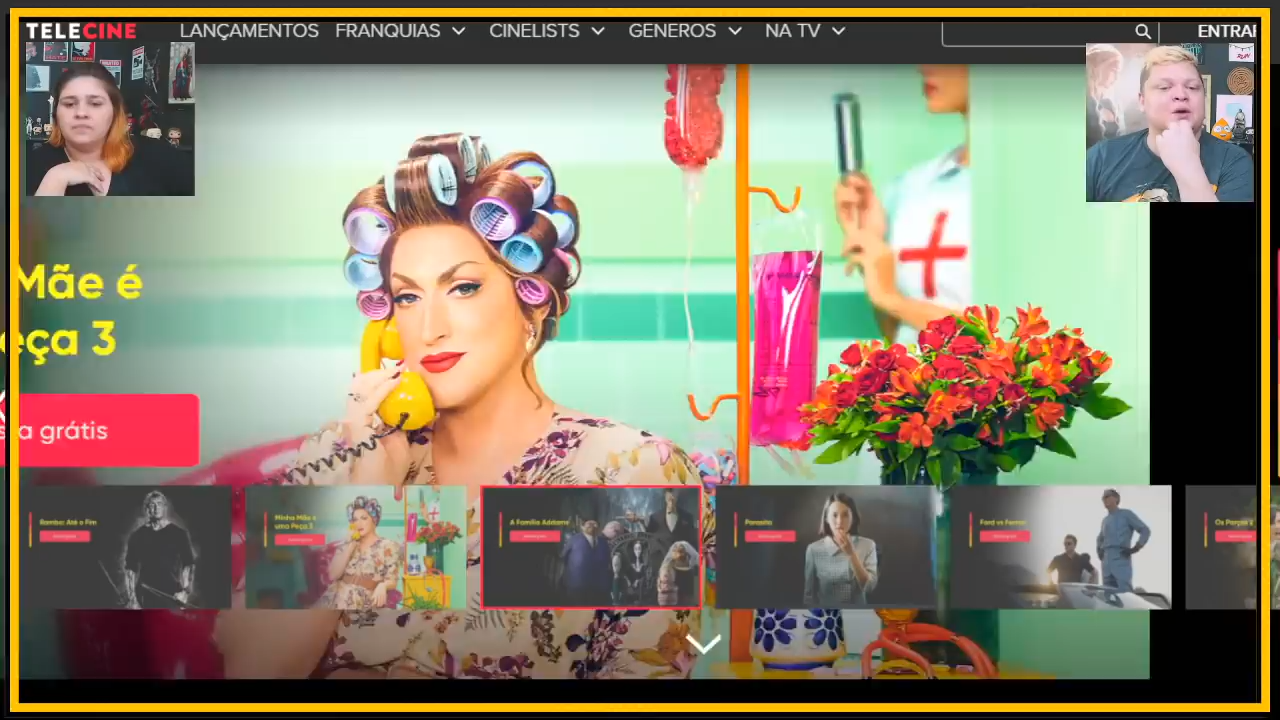 TELECINE
LANÇAMENTOS
FRANQUIAS
CINELISTS
GENEROS
NA TV
ENTRAR
Mãe é
eça 3
a grátis
Rambo: Até o Fim
Minha Mãe é
uma Peça 3
A Família Addams
Parasita
Ford vs Ferrari
Os Parças 2